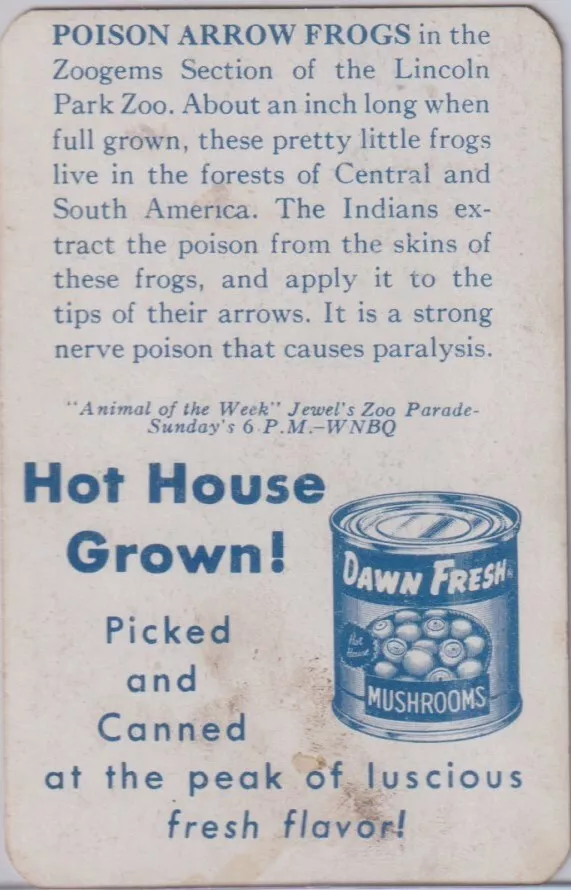 POISON ARROW FROGS in the
Zoogems Section of the Lincoln
Park Zoo. About an inch long when
full grown, these pretty little frogs
live in the forests of Central and
South America. The Indians ex-
tract the poison from the skins of
these frogs, and apply it to the
tips of their arrows. It is a strong
nerve poison that causes paralysis.
"Animal of the Week" Jewel's Zoo Parade-
Sunday's 6 P.M.-WNBQ
Hot House
Grown!
DAWN FRESH
Hot
House
MUSHROOMS
Picked
and
Canned
at the peak of luscious
fresh flavor!